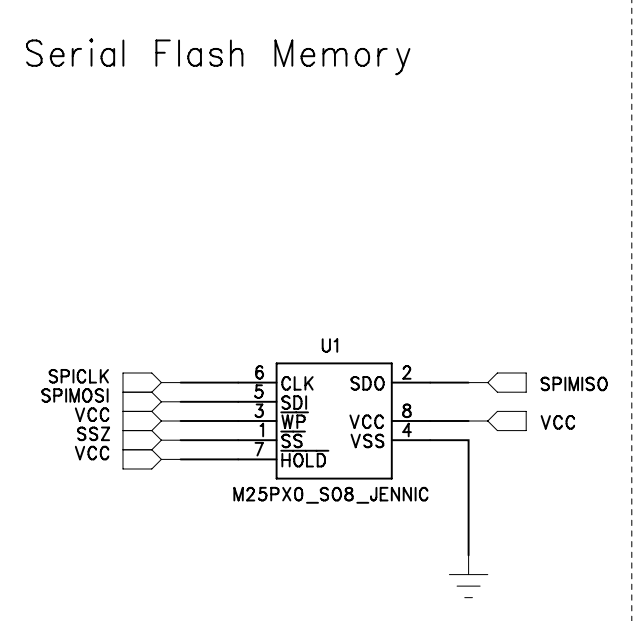 Serial Flash Memory
U1
SPICLK 6 CLK SDO 2 SPIMISO
SPIMOSI 5 SDI
VCC 3 WP VCC 8 VCC
SSZ 1 SS VSS 4
VCC 7 HOLD
M25PX0_SO8_JENNIC